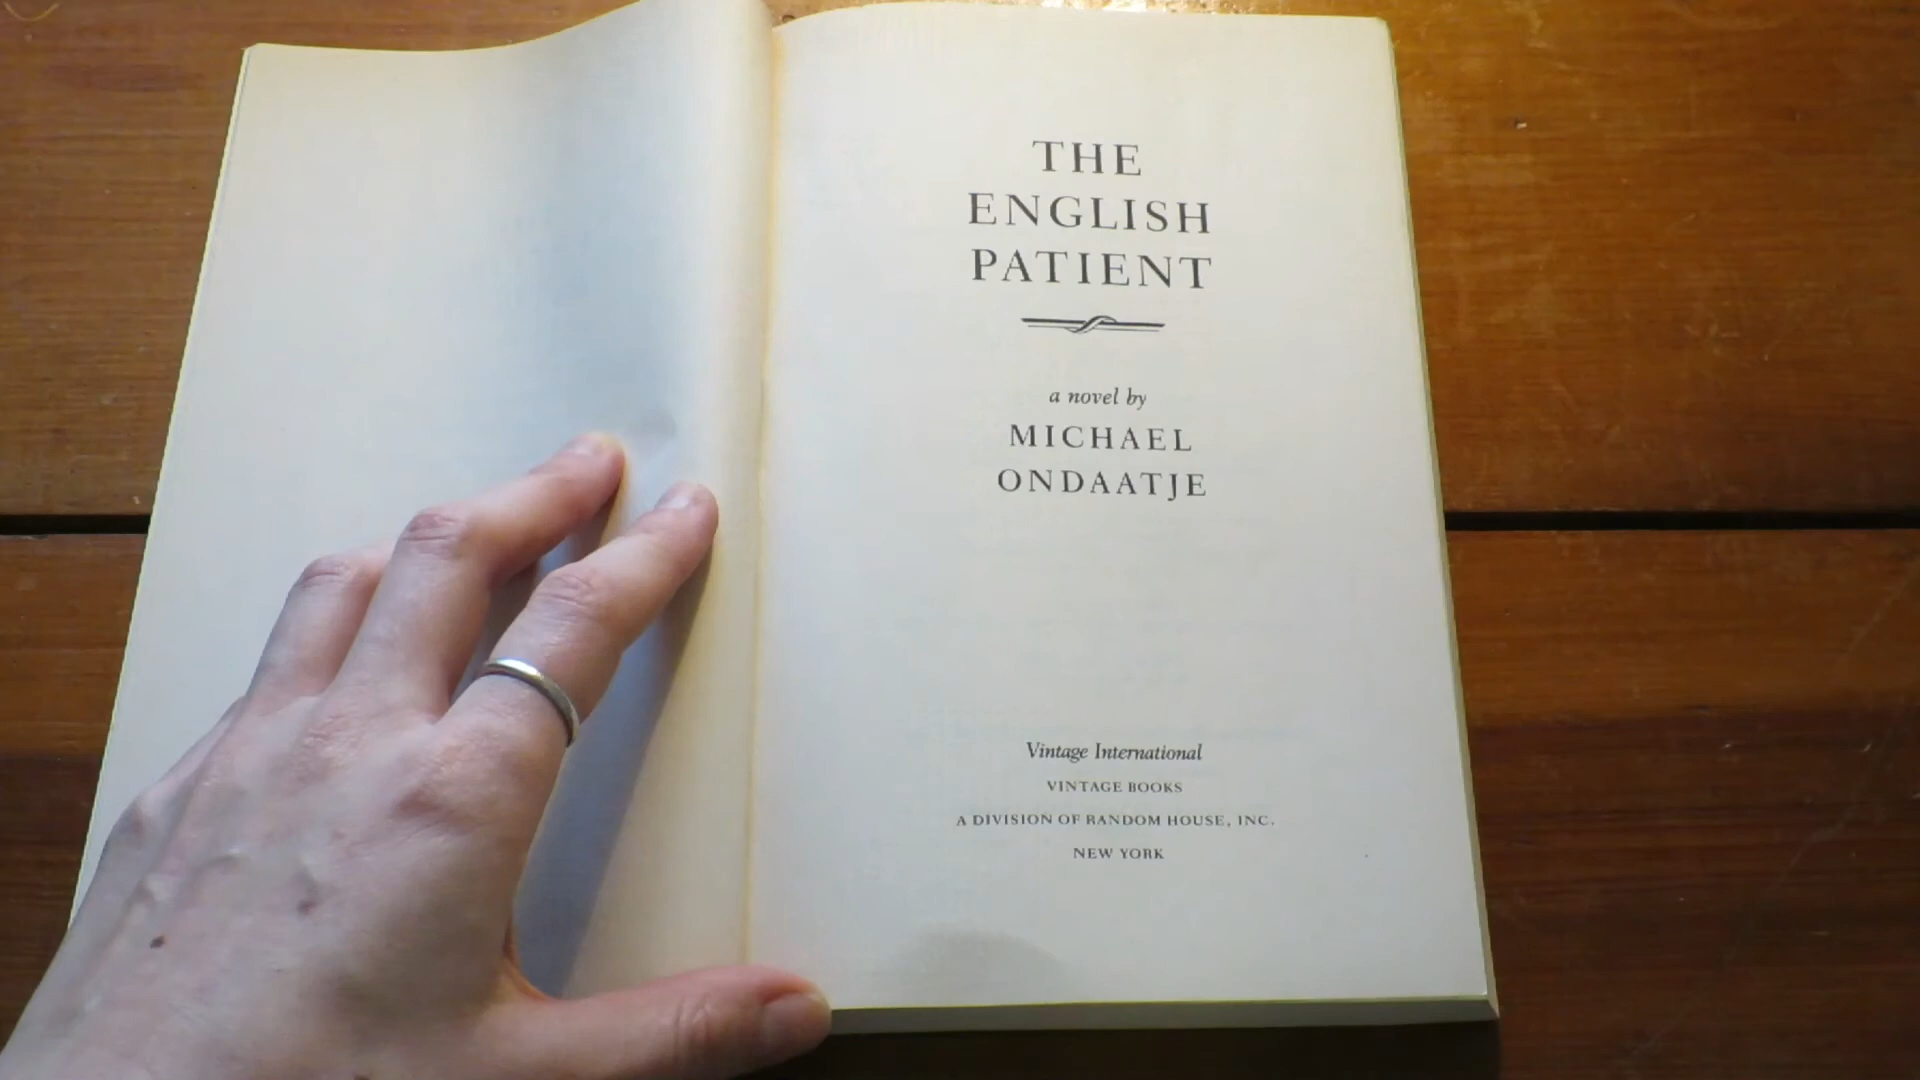 THE
ENGLISH
PATIENT
a novel by
MICHAEL
ONDAATJE
Vintage International
VINTAGE BOOKS
A DIVISION OF RANDOM HOUSE, INC.
NEW YORK